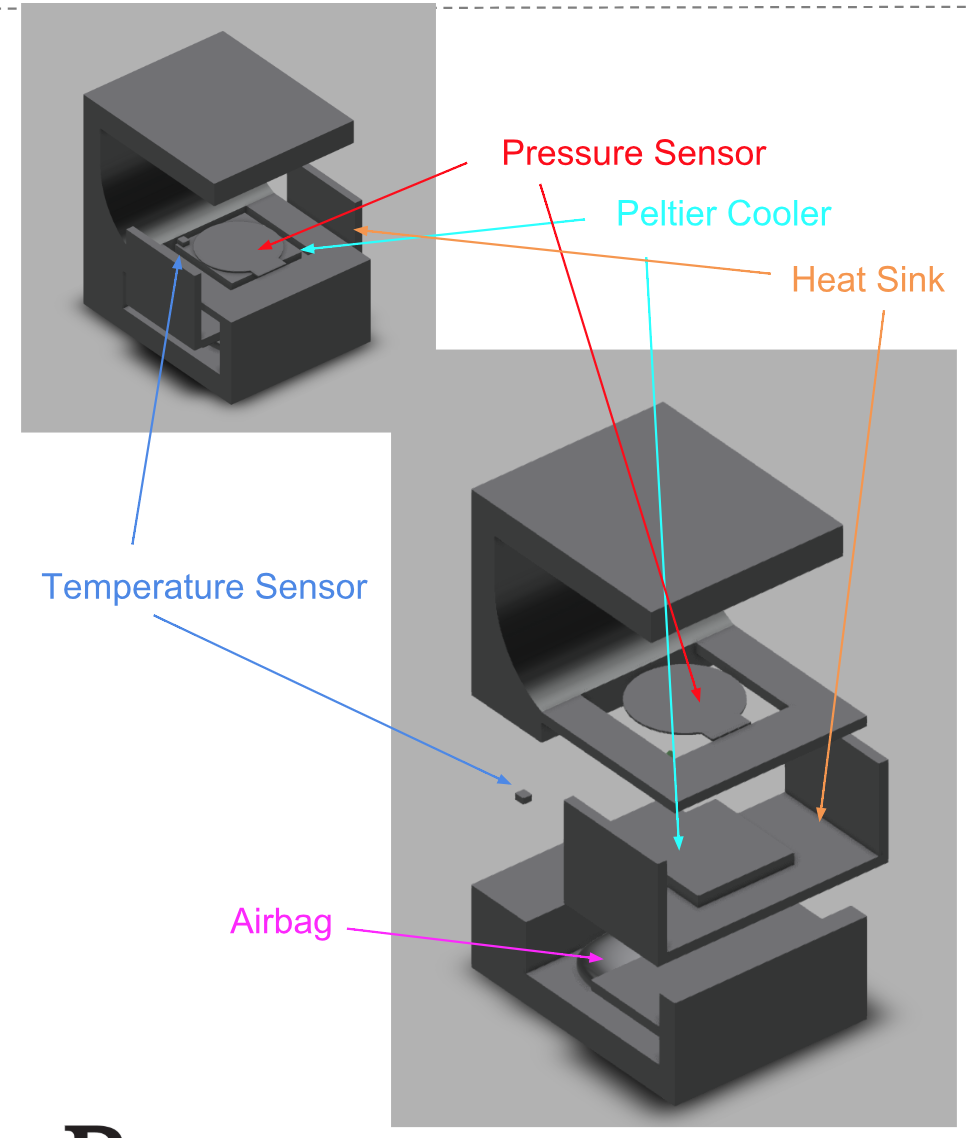 Pressure Sensor
Peltier Cooler
Heat Sink
Temperature Sensor
Airbag